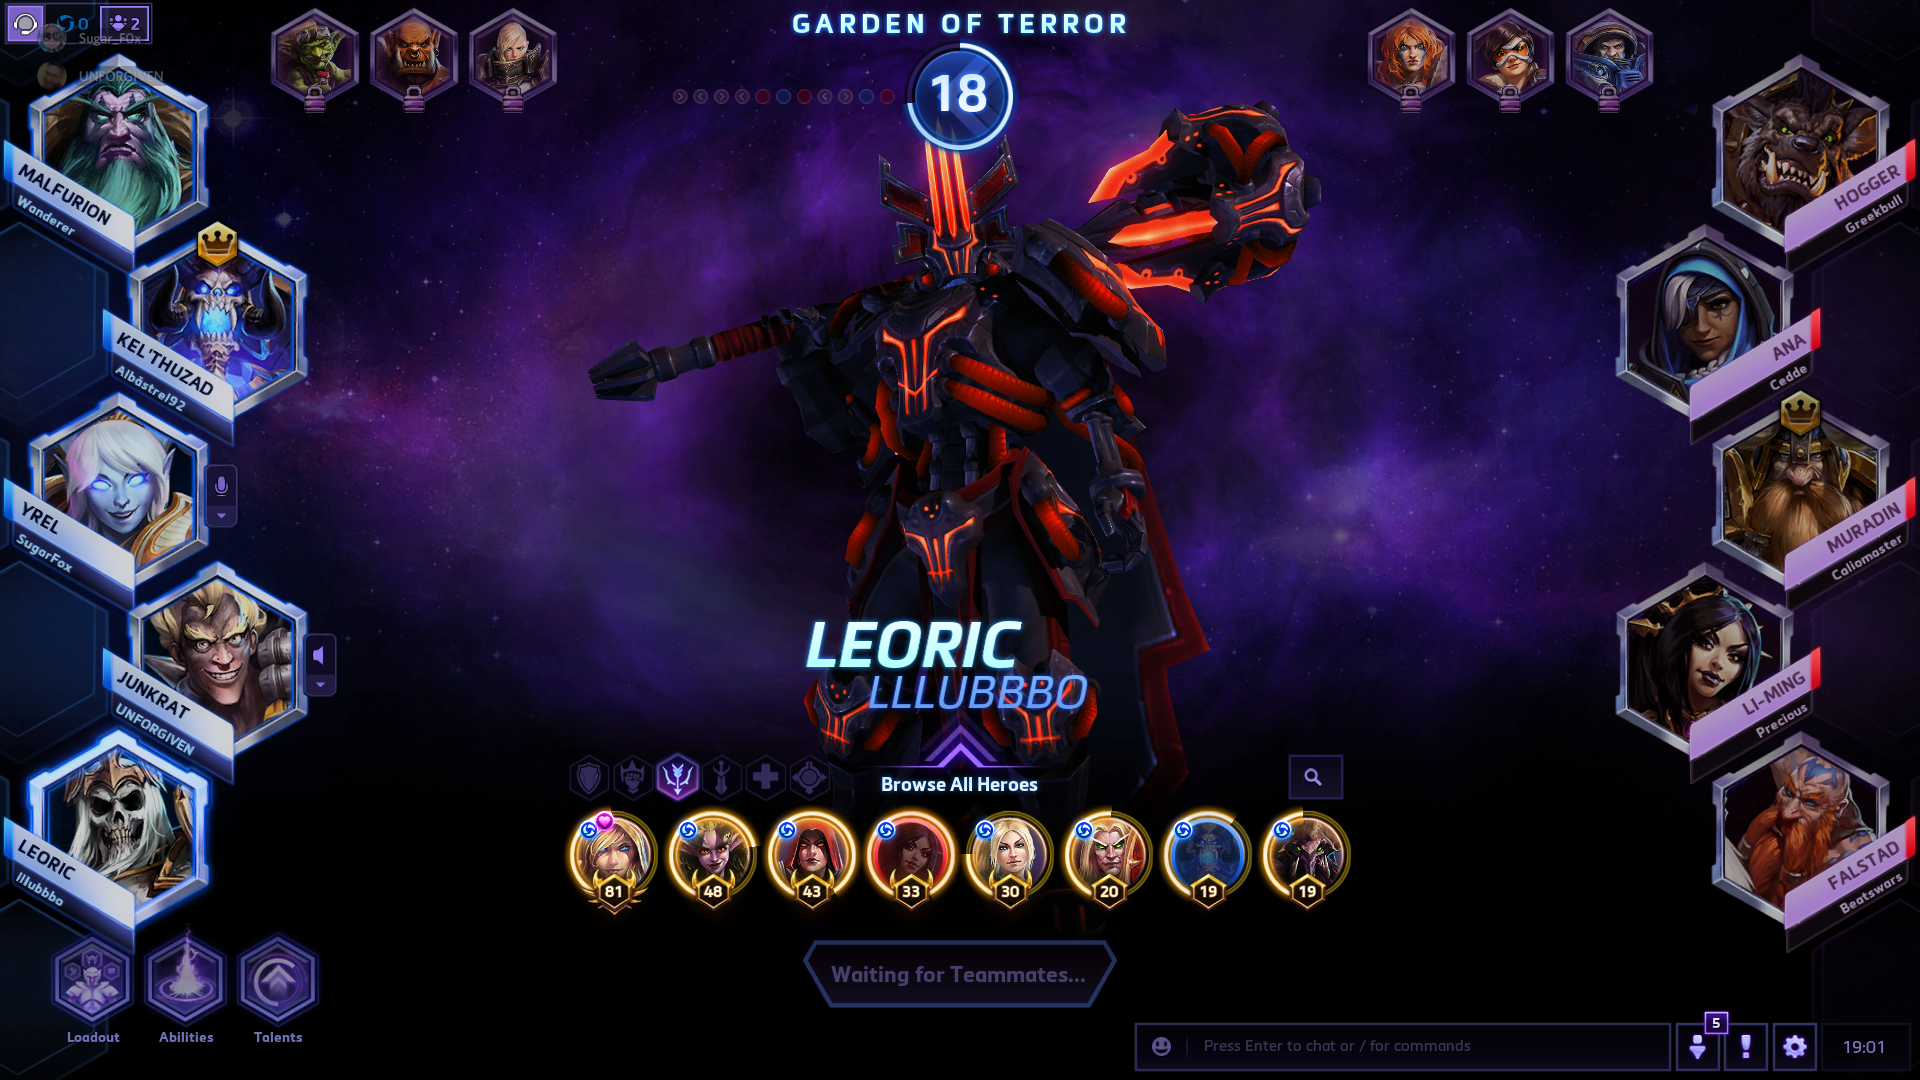 0
2
Sugar_F0x
UNFORGIVEN
GARDEN OF TERROR
18
MALFURION
Wanderer
KEL'THUZAD
Albästrel92
YREL
SugarFox
JUNKRAT
UNFORGIVEN
LEORIC
lllubbbo
HOGGER
Greekbull
ANA
Cedde
MURADIN
Caliomaster
LI-MING
Precious
FALSTAD
Beatswars
LEORIC
LLLUBBBO
Browse All Heroes
81
48
43
33
30
20
19
19
Waiting for Teammates...
Loadout
Abilities
Talents
Press Enter to chat or / for commands
5
19:01